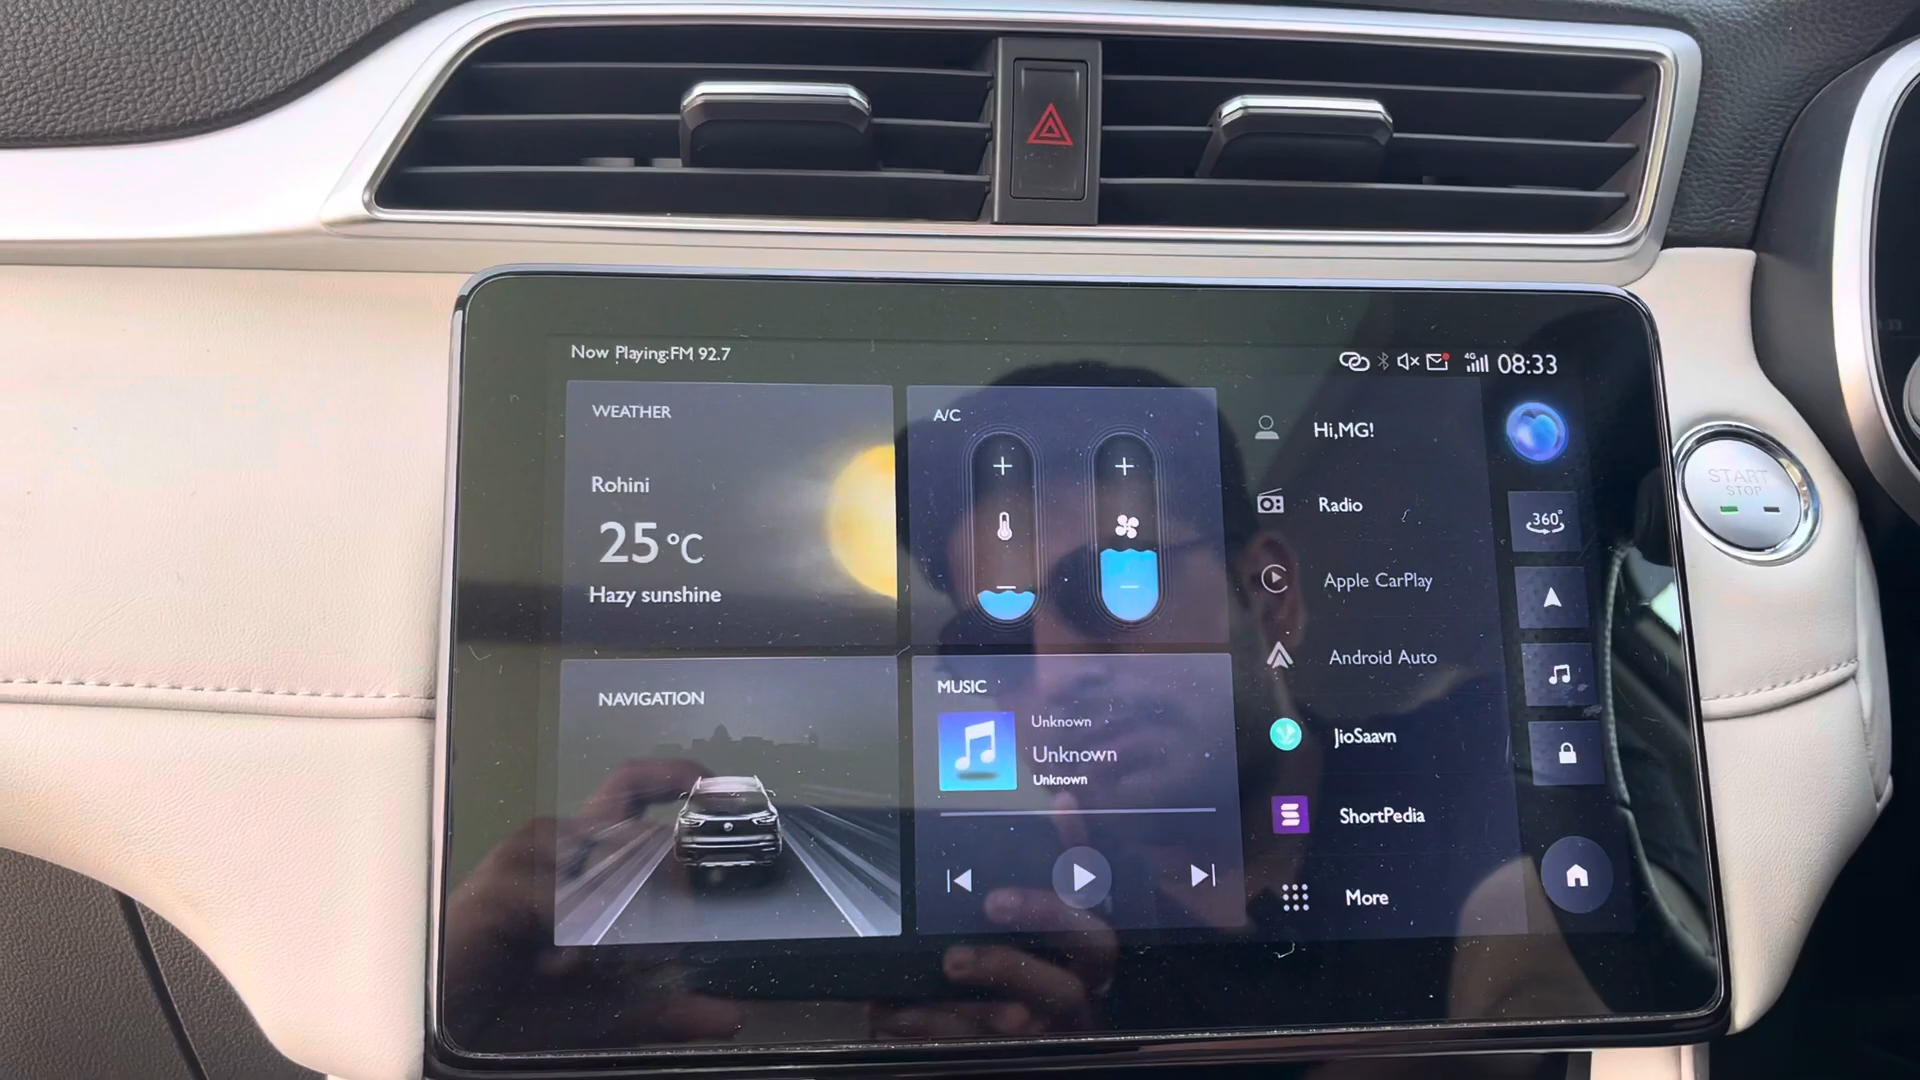 Now Playing:FM 92.7
4G
08:33
WEATHER
Rohini
25°C
Hazy sunshine
A/C
Hi,MG!
Radio
Apple CarPlay
Android Auto
JioSaavn
ShortPedia
More
360°
START
STOP
NAVIGATION
MUSIC
Unknown
Unknown
Unknown